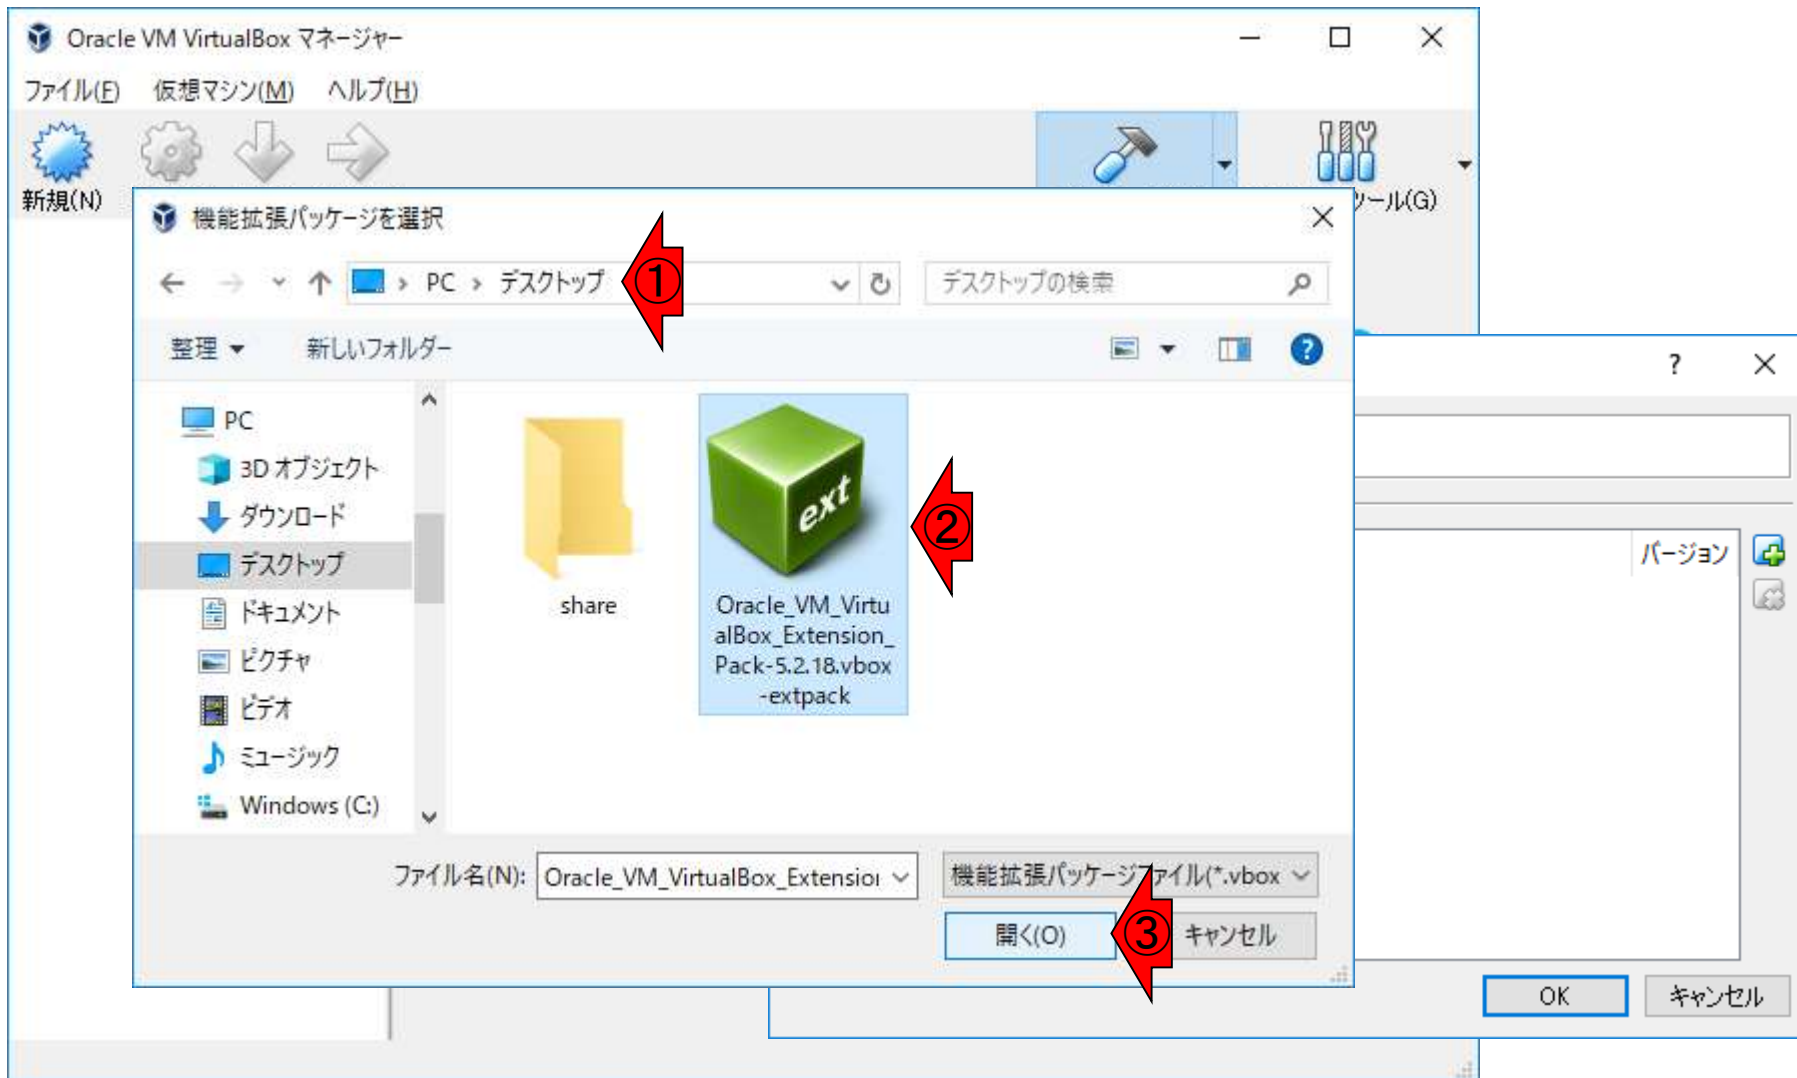 Oracle VM VirtualBox マネージャー
ファイル(F) 仮想マシン(M) ヘルプ(H)
新規(N)
ツール(G)
機能拡張パッケージを選択
PC › デスクトップ
①
デスクトップの検索
整理 新しいフォルダー
?
?
PC
3D オブジェクト
ダウンロード
デスクトップ
ドキュメント
ピクチャ
ビデオ
ミュージック
Windows (C:)
share
ext
Oracle_VM_Virtu
alBox_Extension_
Pack-5.2.18.vbox
-extpack
②
バージョン
ファイル名(N): Oracle_VM_VirtualBox_Extension
機能拡張パッケージファイル(*.vbox
開く(O)
③
キャンセル
OK
キャンセル